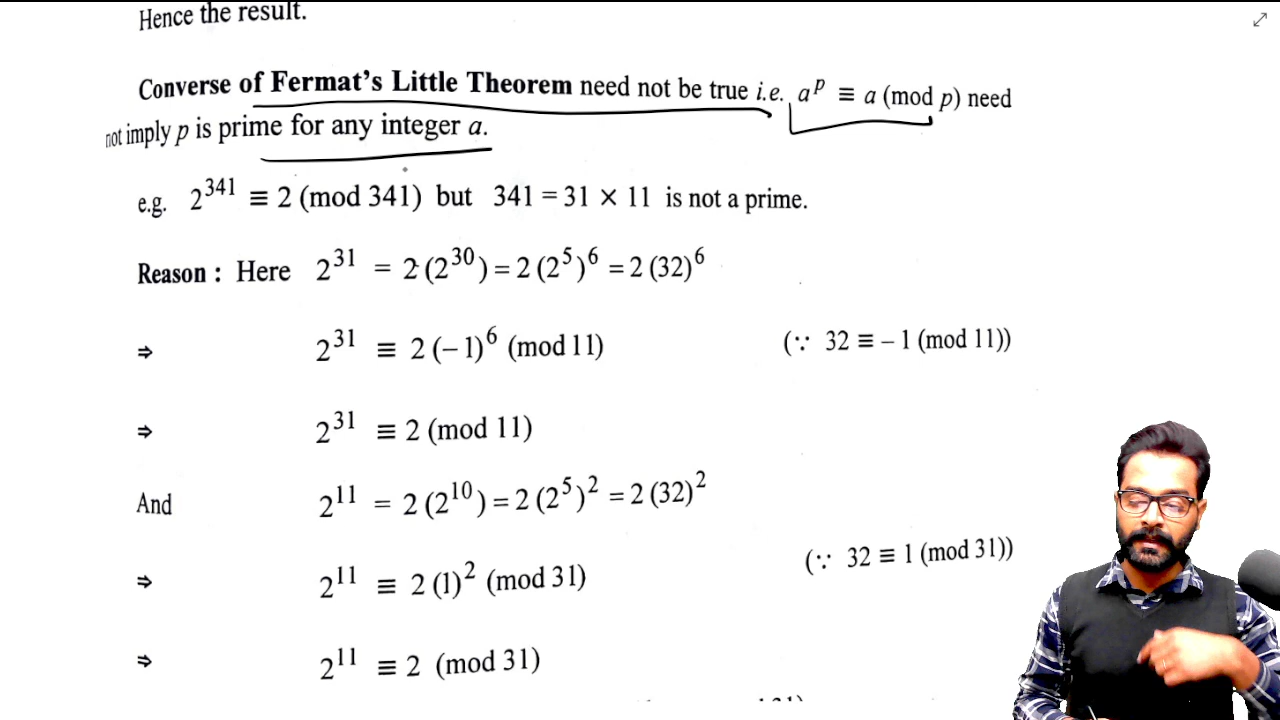 Hence the result.
Converse of Fermat's Little Theorem need not be true i.e. a^p ≡ a (mod p) need
not imply p is prime for any integer a.
e.g. 2^341 ≡ 2 (mod 341) but 341 = 31 × 11 is not a prime.
Reason : Here 2^31 = 2 (2^30) = 2 (2^5)^6 = 2 (32)^6
⇒ 2^31 ≡ 2 (– 1)^6 (mod 11) (∵ 32 ≡ – 1 (mod 11))
⇒ 2^31 ≡ 2 (mod 11)
And 2^11 = 2 (2^10) = 2 (2^5)^2 = 2 (32)^2
⇒ 2^11 ≡ 2 (1)^2 (mod 31) (∵ 32 ≡ 1 (mod 31))
⇒ 2^11 ≡ 2 (mod 31)